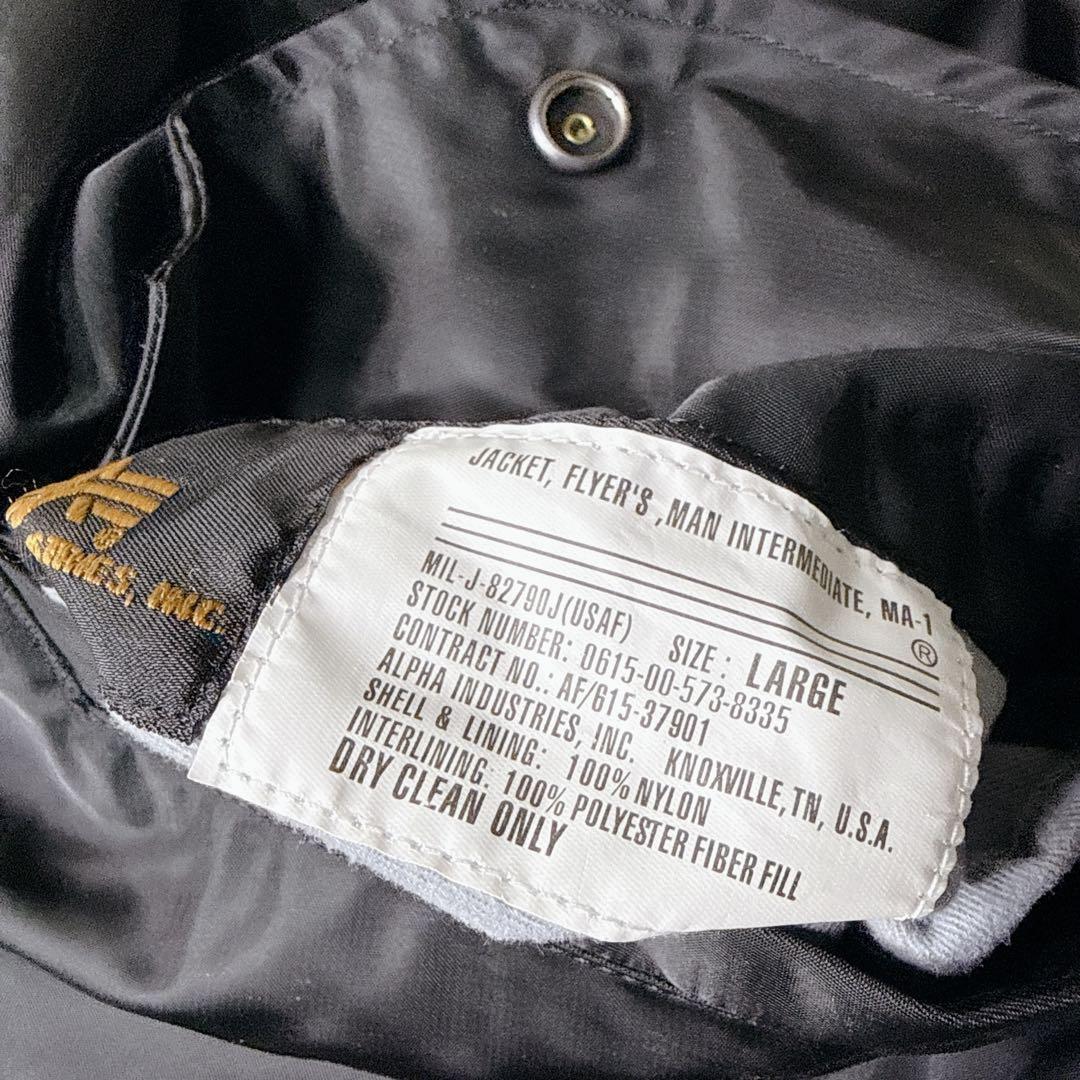 JACKET, FLYER'S ,MAN INTERMEDIATE, MA-1
®
MIL-J-82790J(USAF) SIZE : LARGE
STOCK NUMBER: 0615-00-573-8335
CONTRACT NO.: AF/615-37901
ALPHA INDUSTRIES, INC. KNOXVILLE, TN, U.S.A.
SHELL & LINING: 100% NYLON
INTERLINING: 100% POLYESTER FIBER FILL
DRY CLEAN ONLY